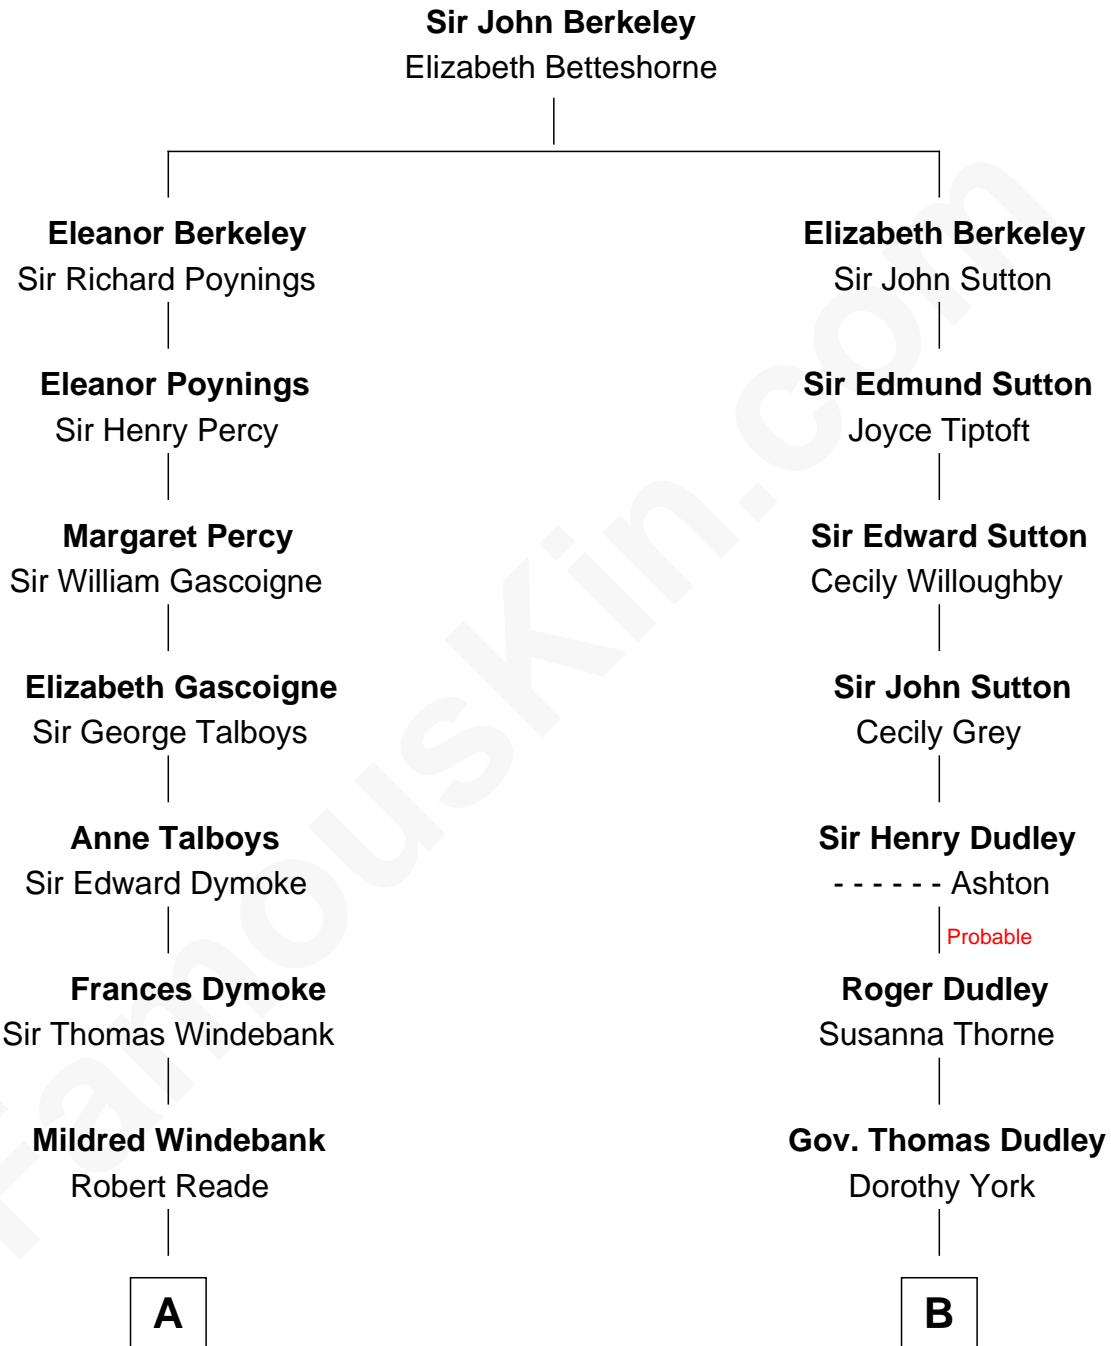 Sir John Berkeley
Elizabeth Betteshorne
Eleanor Berkeley
Sir Richard Poynings
Elizabeth Berkeley
Sir John Sutton
Eleanor Poynings
Sir Henry Percy
Sir Edmund Sutton
Joyce Tiptoft
Margaret Percy
Sir William Gascoigne
Sir Edward Sutton
Cecily Willoughby
Elizabeth Gascoigne
Sir George Talboys
Sir John Sutton
Cecily Grey
Anne Talboys
Sir Edward Dymoke
Sir Henry Dudley
- - - - - - Ashton
Probable
Frances Dymoke
Sir Thomas Windebank
Roger Dudley
Susanna Thorne
Mildred Windebank
Robert Reade
Gov. Thomas Dudley
Dorothy York
A
B
FamousKin.com